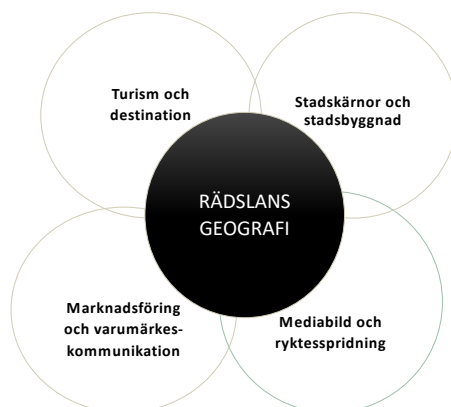 Turism och
destination
Stadskärnor och
stadsbyggnad
RÄDSLANS
GEOGRAFI
Marknadsföring
och varumärkes-
kommunikation
Mediabild och
ryktesspridning